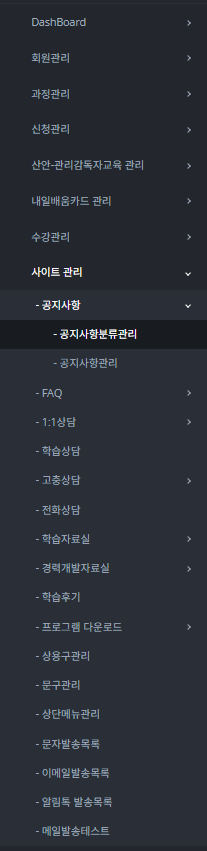 DashBoard
회원관리
과정관리
신청관리
산안-관리감독자교육 관리
내일배움카드 관리
수강관리
사이트 관리
- 공지사항
- 공지사항분류관리
- 공지사항관리
- FAQ
- 1:1상담
- 학습상담
- 고충상담
- 전화상담
- 학습자료실
- 경력개발자료실
- 학습후기
- 프로그램 다운로드
- 상용구관리
- 문구관리
- 상단메뉴관리
- 문자발송목록
- 이메일발송목록
- 알림톡 발송목록
- 메일발송테스트